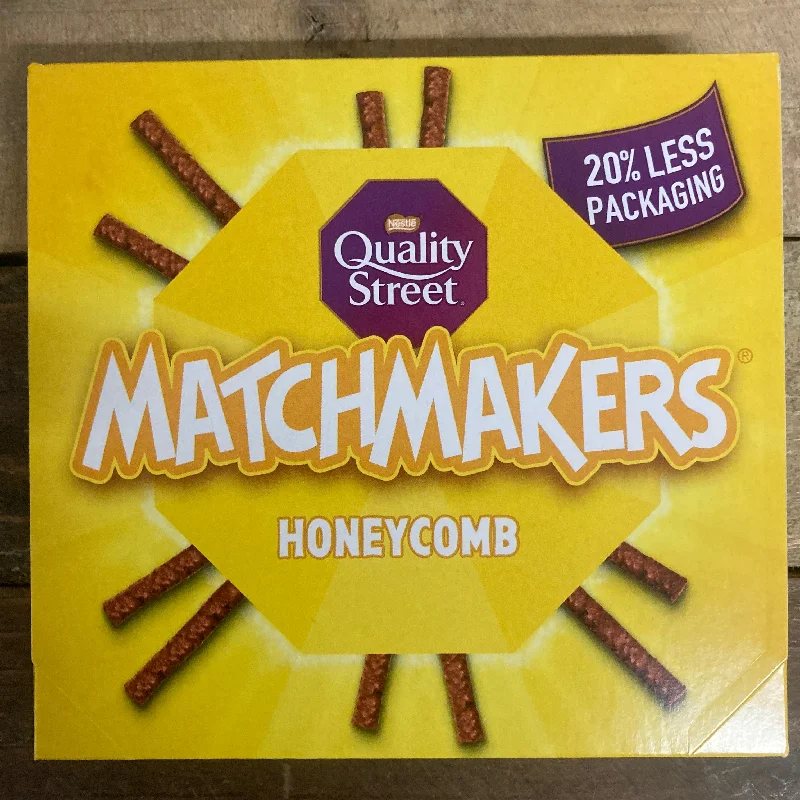 20% LESS
PACKAGING
Nestlé
Quality
Street
MATCHMAKERS®
HONEYCOMB